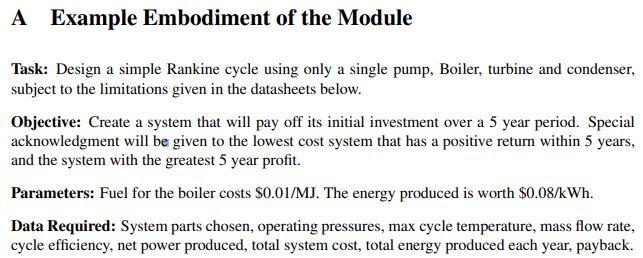 A Example Embodiment of the Module
Task: Design a simple Rankine cycle using only a single pump, Boiler, turbine and condenser,
subject to the limitations given in the datasheets below.
Objective: Create a system that will pay off its initial investment over a 5 year period. Special
acknowledgment will be given to the lowest cost system that has a positive return within 5 years,
and the system with the greatest 5 year profit.
Parameters: Fuel for the boiler costs $0.01/MJ. The energy produced is worth $0.08/kWh.
Data Required: System parts chosen, operating pressures, max cycle temperature, mass flow rate,
cycle efficiency, net power produced, total system cost, total energy produced each year, payback.